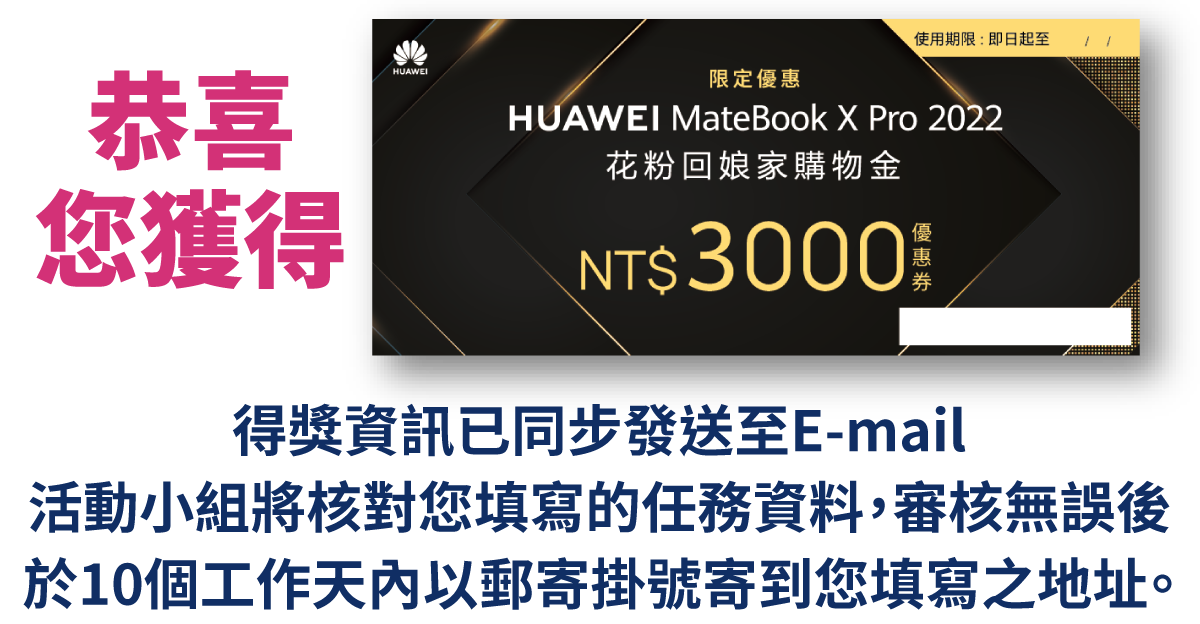 恭喜
您獲得
HUAWEI
使用期限：即日起至 / /
限定優惠
HUAWEI MateBook X Pro 2022
花粉回娘家購物金
NT$3000優惠券
得獎資訊已同步發送至E-mail
活動小組將核對您填寫的任務資料，審核無誤後
於10個工作天內以郵寄掛號寄到您填寫之地址。